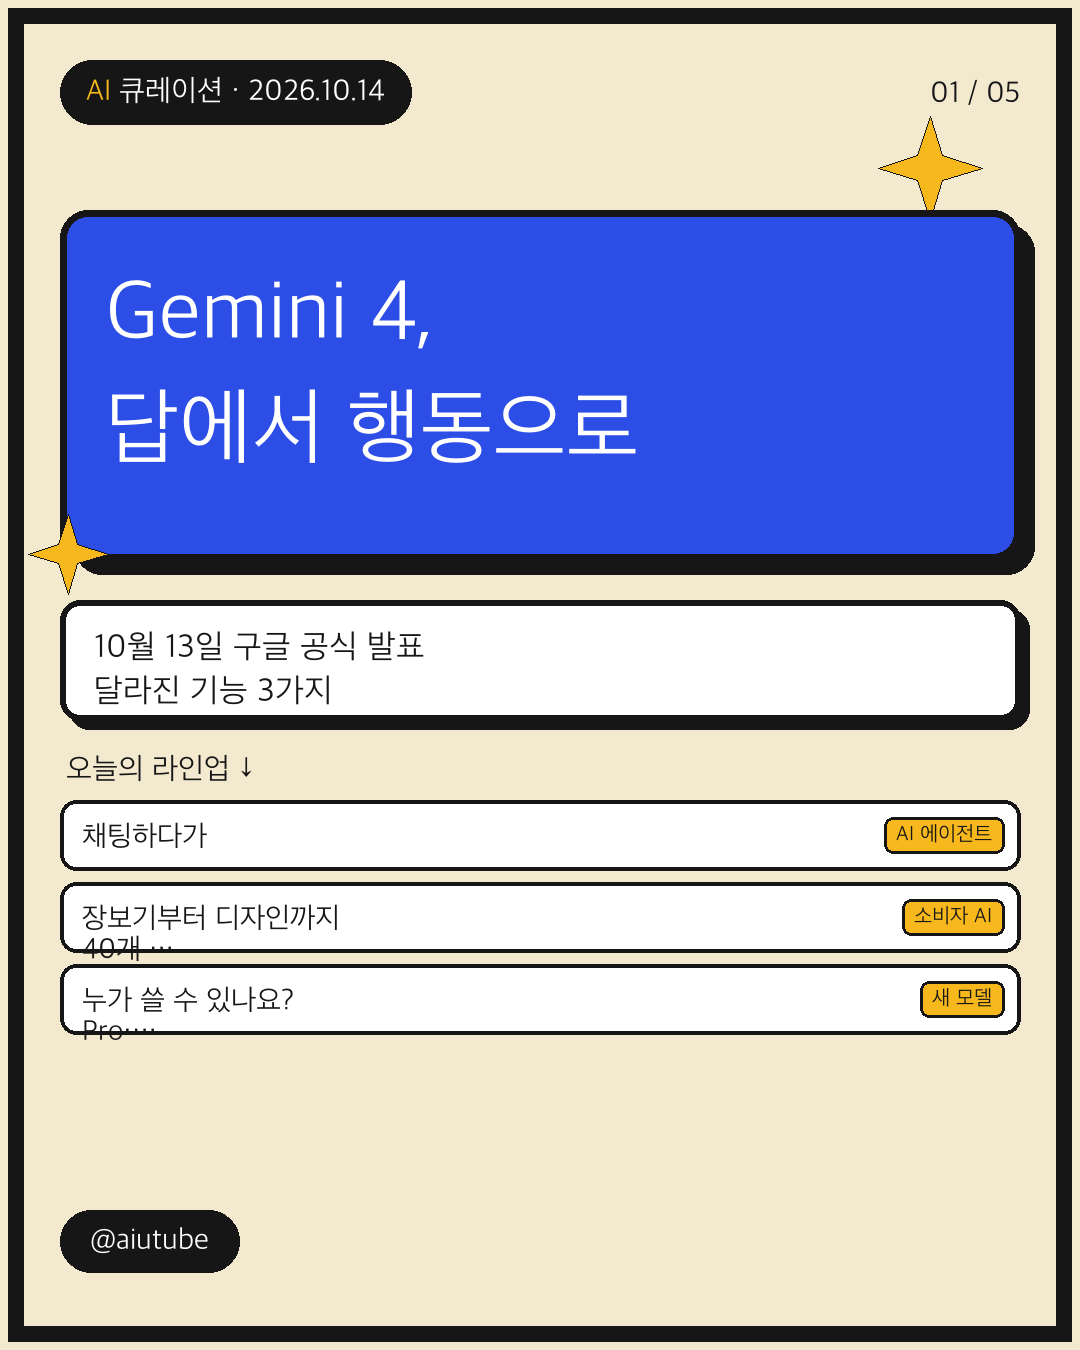 AI 큐레이션 · 2026.10.14
01 / 05
Gemini 4,
답에서 행동으로
10월 13일 구글 공식 발표
달라진 기능 3가지
오늘의 라인업 ↓
채팅하다가
AI 에이전트
장보기부터 디자인까지
40개 …
소비자 AI
누가 쓸 수 있나요?
Pro·…
새 모델
@aiutube